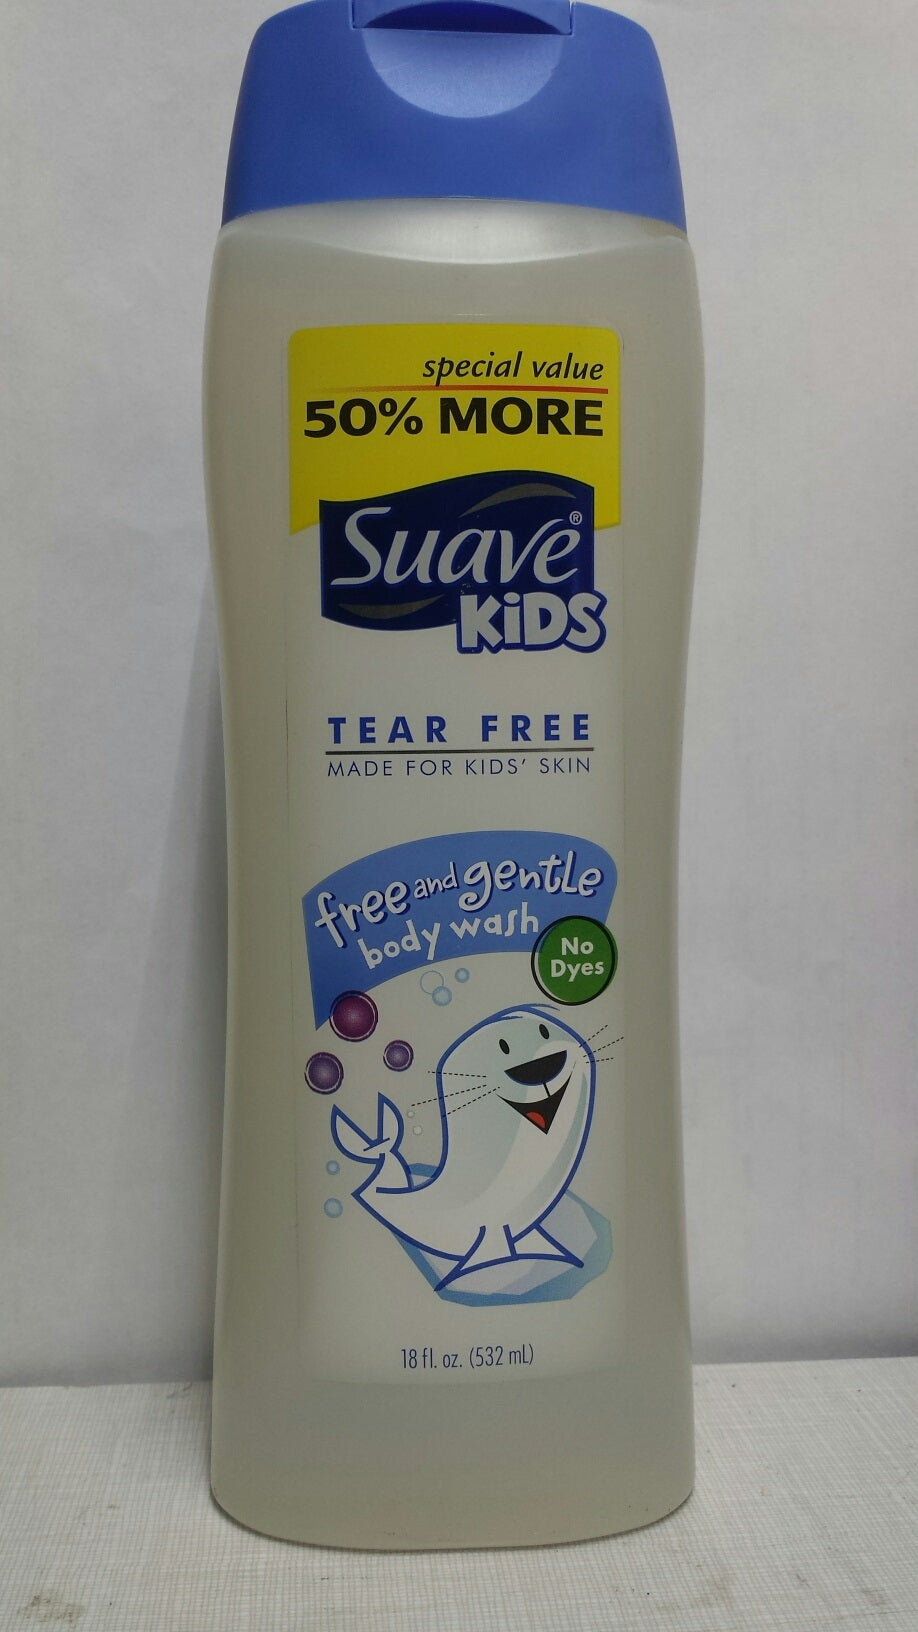 special value
50% MORE
Suave®
KiDS
TEAR FREE
MADE FOR KIDS' SKIN
free and gentle
body wash
No
Dyes
18 fl. oz. (532 mL)